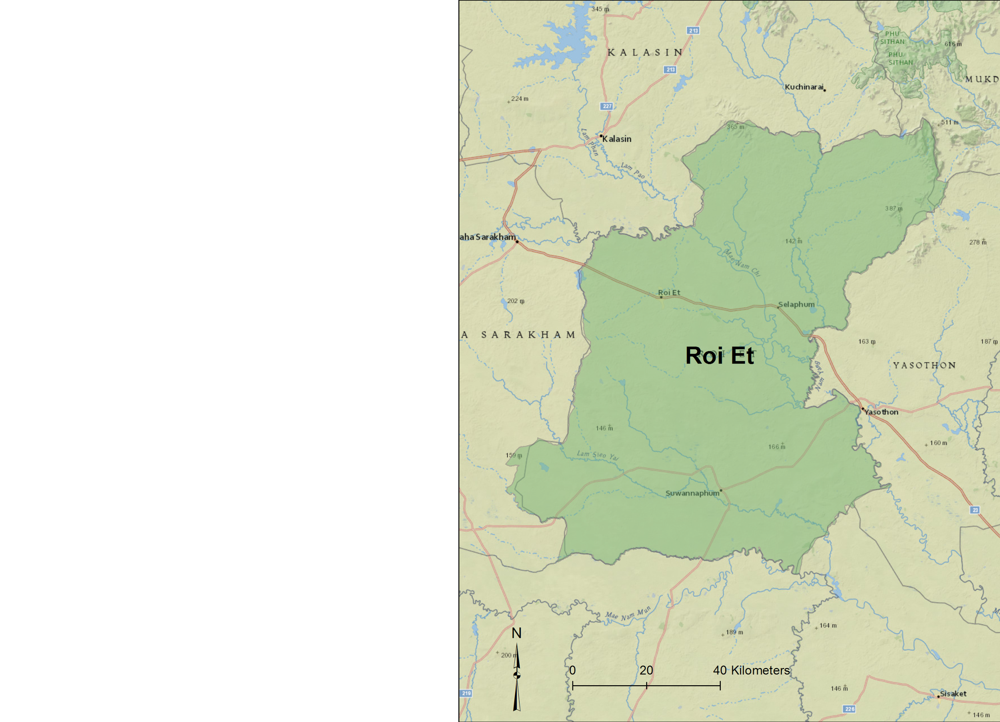 345 m
213
PHU
SITHAN
616 m
KALASIN
PHU
SITHAN
213
MUKD
Kuchinarai
224 m
227
511 m
365 m
Lam Phan
Kalasin
Lam Pao
387 m
aha Sarakham
142 m
278 m
Mae Nam Chi
Roi Et
202 m
Selaphum
A SARAKHAM
163 m
187 m
Roi Et
ROI ET
YASOTHON
Nam Yang
Yasothon
146 m
166 m
160 m
159 m
Lam Sieo Yai
Suwannaphum
23
Mae Nam Mun
M
164 m
N
189 m
200 m
0 20 40 Kilometers
146 m
219
Sisaket
226
146 m